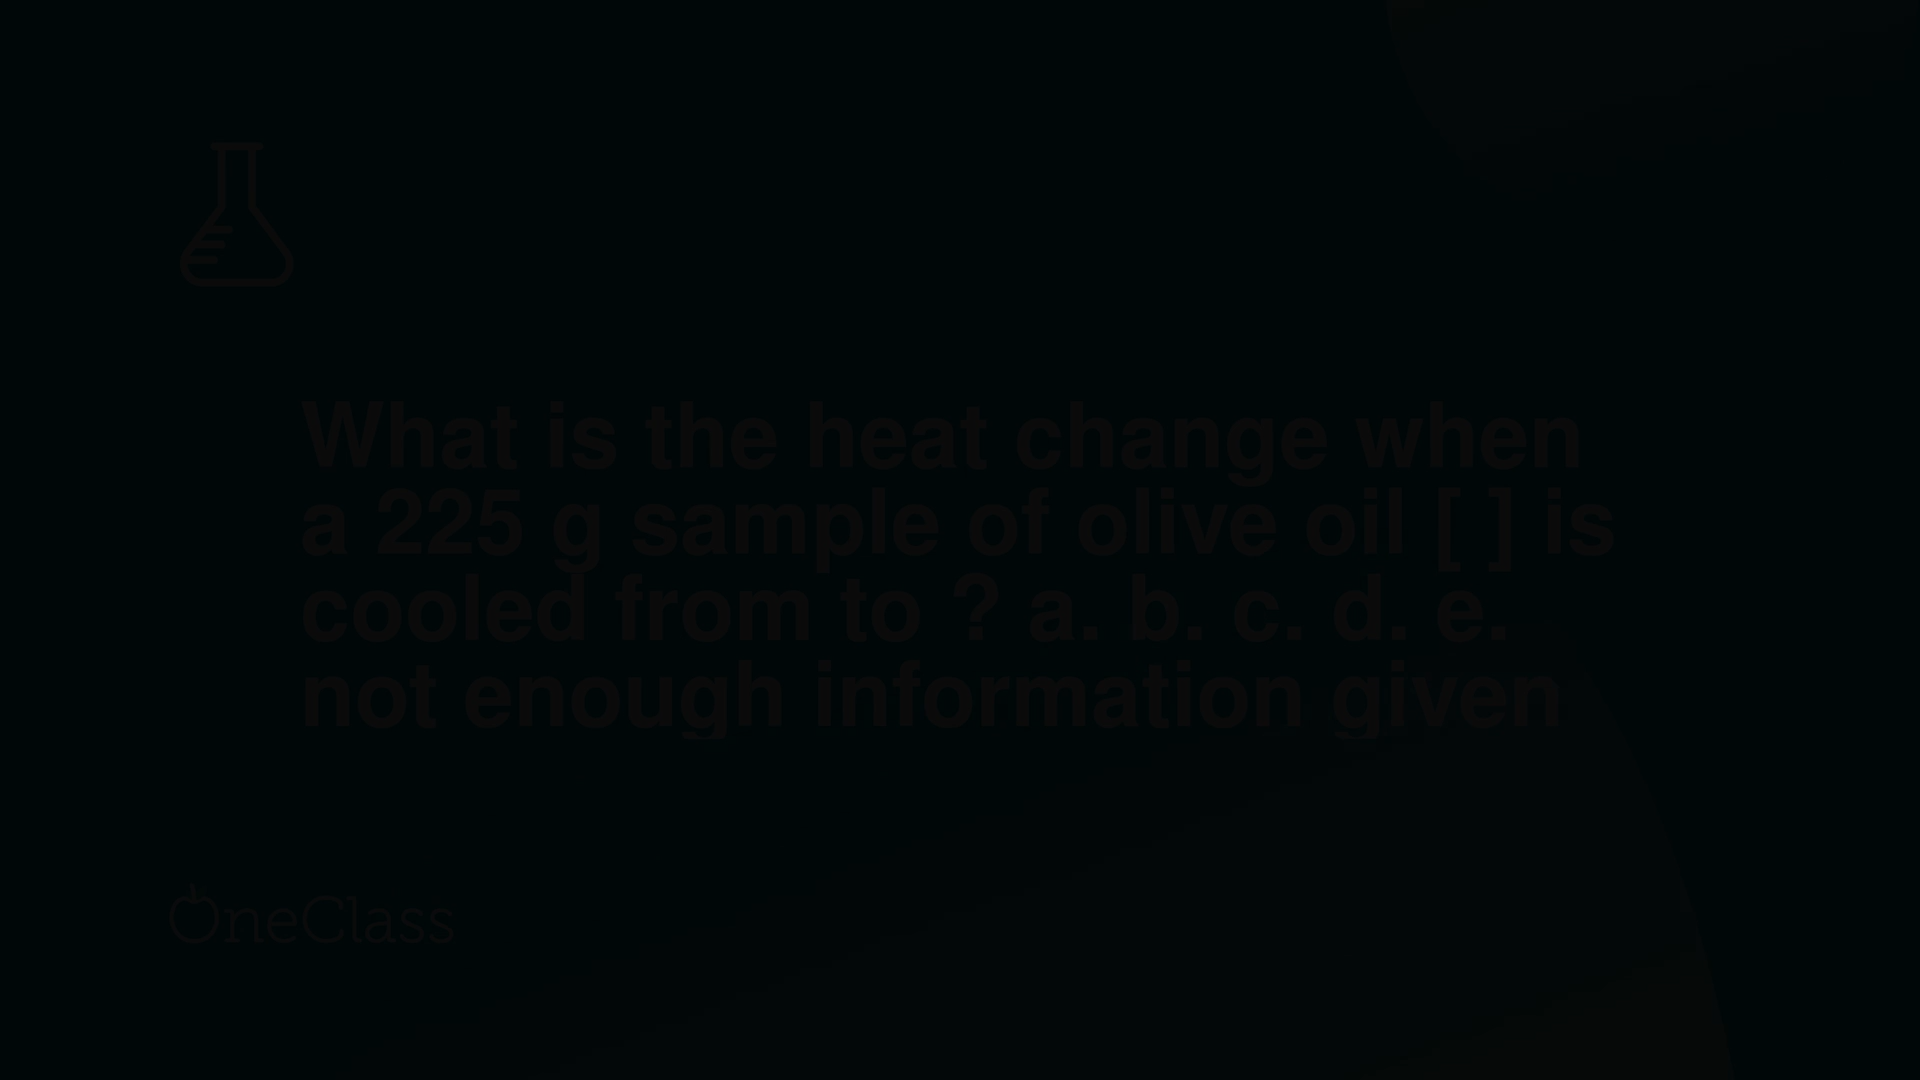 What is the heat change when
a 225 g sample of olive oil [ ] is
cooled from to ? a. b. c. d. e.
not enough information given
OneClass